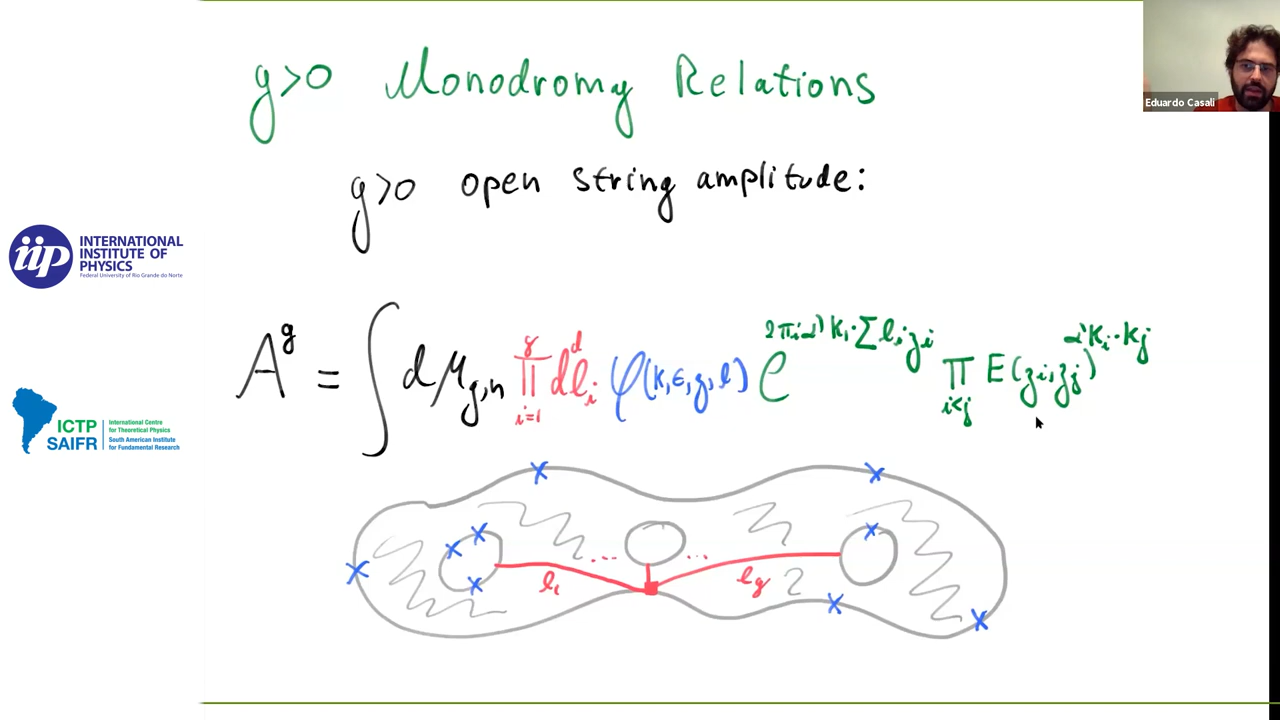 g>0 Monodromy Relations
Eduardo Casali
g>0 open string amplitude:
iip INTERNATIONAL
INSTITUTE OF
PHYSICS
Federal University of Rio Grande do Norte
A^g = ∫ dμ_{g,n} ∏_{i=1}^{g} dl_i^d φ(k,ε,z,l) e^{2πiα' k_i·∑ l_i z_i} ∏_{i<j} E(z_i,z_j)^{α' k_i·k_j}
ICTP
SAIFR
International Centre
for Theoretical Physics
South American Institute
for Fundamental Research
l_1 ... ... l_g